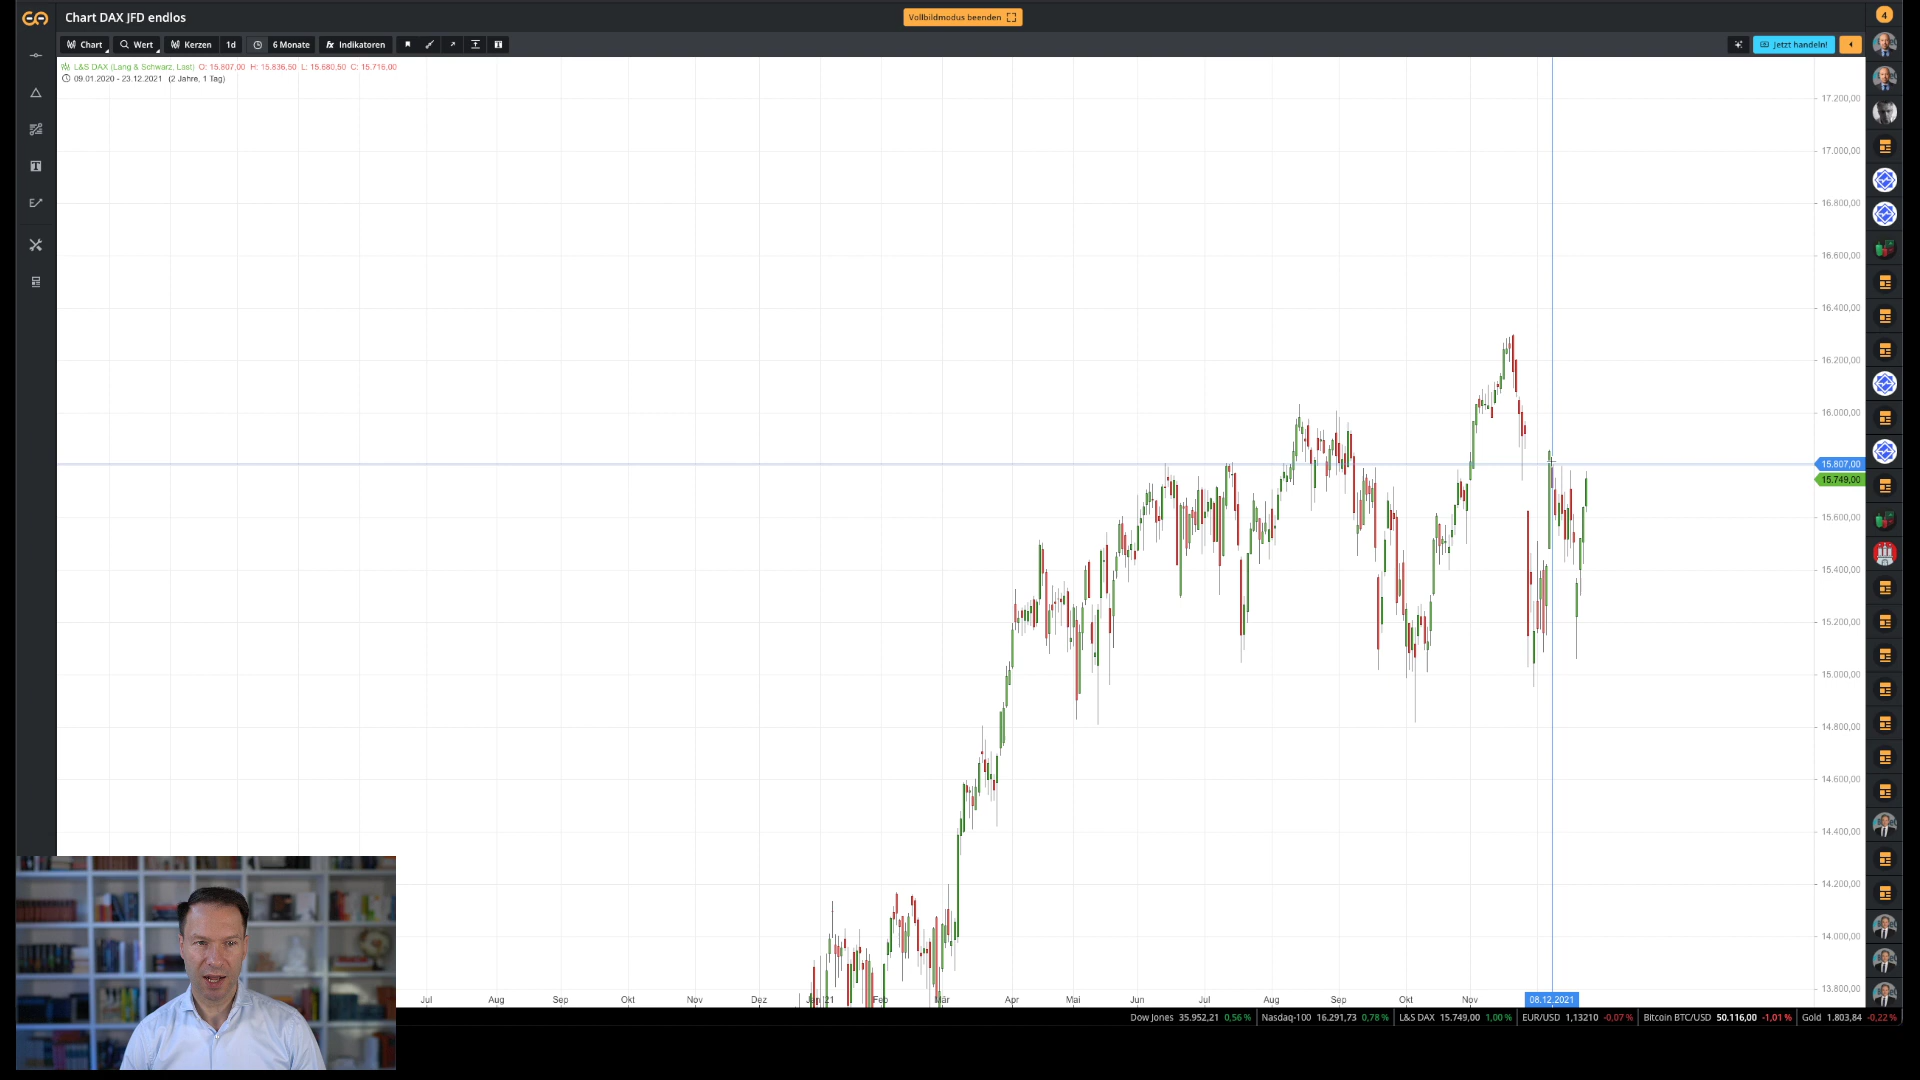 Chart DAX JFD endlos
Vollbildmodus beenden
4
Chart Wert Kerzen 1d 6 Monate fx Indikatoren
Jetzt handeln!
L&S DAX (Lang & Schwarz, Last) O: 15.807,00 H: 15.836,50 L: 15.680,50 C: 15.716,00
09.01.2020 - 23.12.2021 (2 Jahre, 1 Tag)
17.200,00
17.000,00
16.800,00
16.600,00
16.400,00
16.200,00
16.000,00
15.807,00
15.749,00
15.600,00
15.400,00
15.200,00
15.000,00
14.800,00
14.600,00
14.400,00
14.200,00
14.000,00
13.800,00
Jul Aug Sep Okt Nov Dez Jan '21 Feb Mär Apr Mai Jun Jul Aug Sep Okt Nov 08.12.2021
Dow Jones 35.952,21 0,56 % Nasdaq-100 16.291,73 0,78 % L&S DAX 15.749,00 1,00 % EUR/USD 1,13210 -0,07 % Bitcoin BTC/USD 50.116,00 -1,01 % Gold 1.803,84 -0,22 %